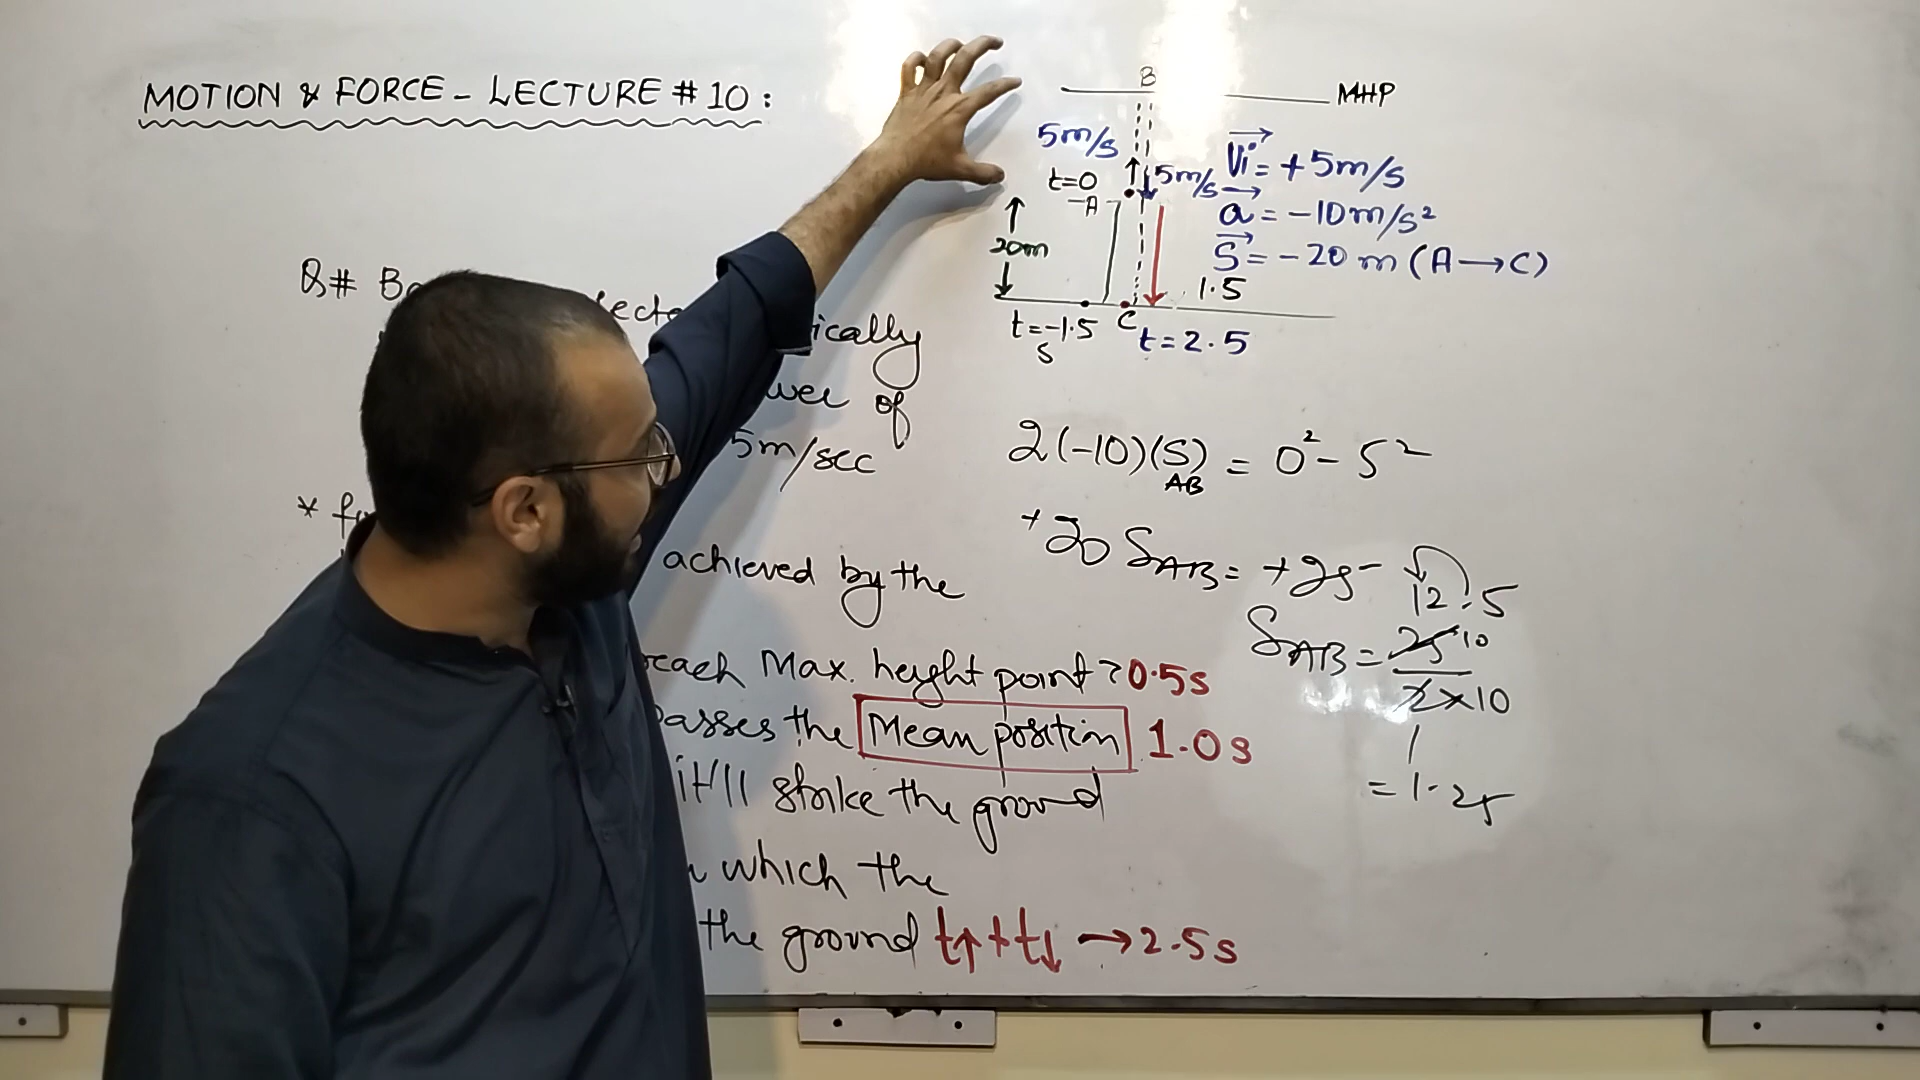 MOTION & FORCE - LECTURE # 10 :
B
MHP
5m/s
t=0
5m/s
A
20m
Vi = +5m/s
a = -10m/s²
S = -20 m (A→C)
1.5
t=-1.5 s
C
t=2.5
Q#
ically
of
5m/sec
*
achieved by the
reach Max. height point? 0.5s
passes the Mean position 1.0s
it'll strike the ground
which the
the ground t↑ + t↓ → 2.5s
2(-10)(S)AB = 0² - 5²
+20 SAB = +25-
12.5
SAB = 25 10
2×10
1
= 1.25